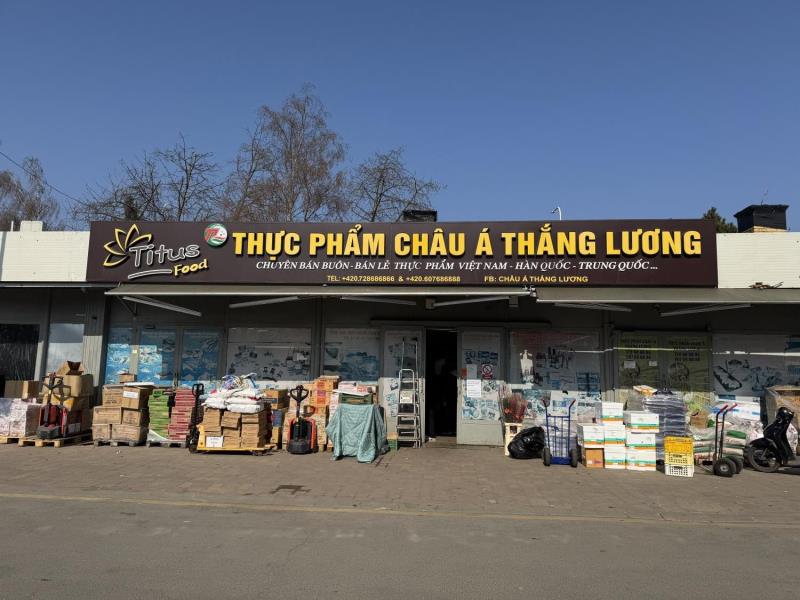 Titus
Food
THỰC PHẨM CHÂU Á THẮNG LƯƠNG
CHUYÊN BÁN BUÔN - BÁN LẺ THỰC PHẨM VIỆT NAM - HÀN QUỐC - TRUNG QUỐC ...
TEL: +420.728686866 & +420.607686888 FB: CHÂU Á THẮNG LƯƠNG